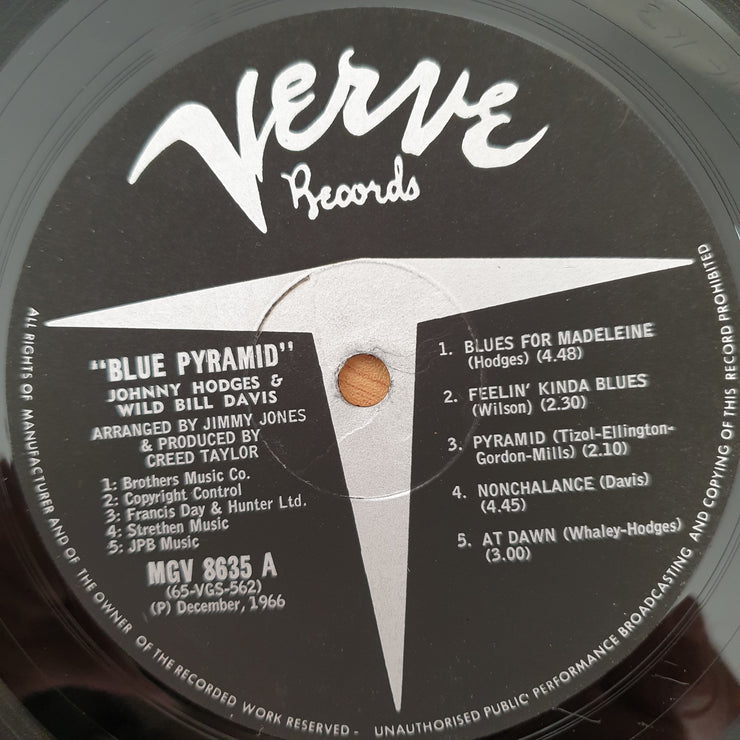 Verve
Records
"BLUE PYRAMID"
JOHNNY HODGES &
WILD BILL DAVIS
ARRANGED BY JIMMY JONES
& PRODUCED BY
CREED TAYLOR
1: Brothers Music Co.
2: Copyright Control
3: Francis Day & Hunter Ltd.
4: Strethen Music
5: JPB Music
MGV 8635 A
(65-VGS-562)
(P) December, 1966
1. BLUES FOR MADELEINE
(Hodges) (4.48)
2. FEELIN' KINDA BLUES
(Wilson) (2.30)
3. PYRAMID (Tizol-Ellington-
Gordon-Mills) (2.10)
4. NONCHALANCE (Davis)
(4.45)
5. AT DAWN (Whaley-Hodges)
(3.00)
ALL RIGHTS OF MANUFACTURER AND OF THE OWNER OF THE RECORDED WORK RESERVED - UNAUTHORISED PUBLIC PERFORMANCE BROADCASTING AND COPYING OF THIS RECORD PROHIBITED